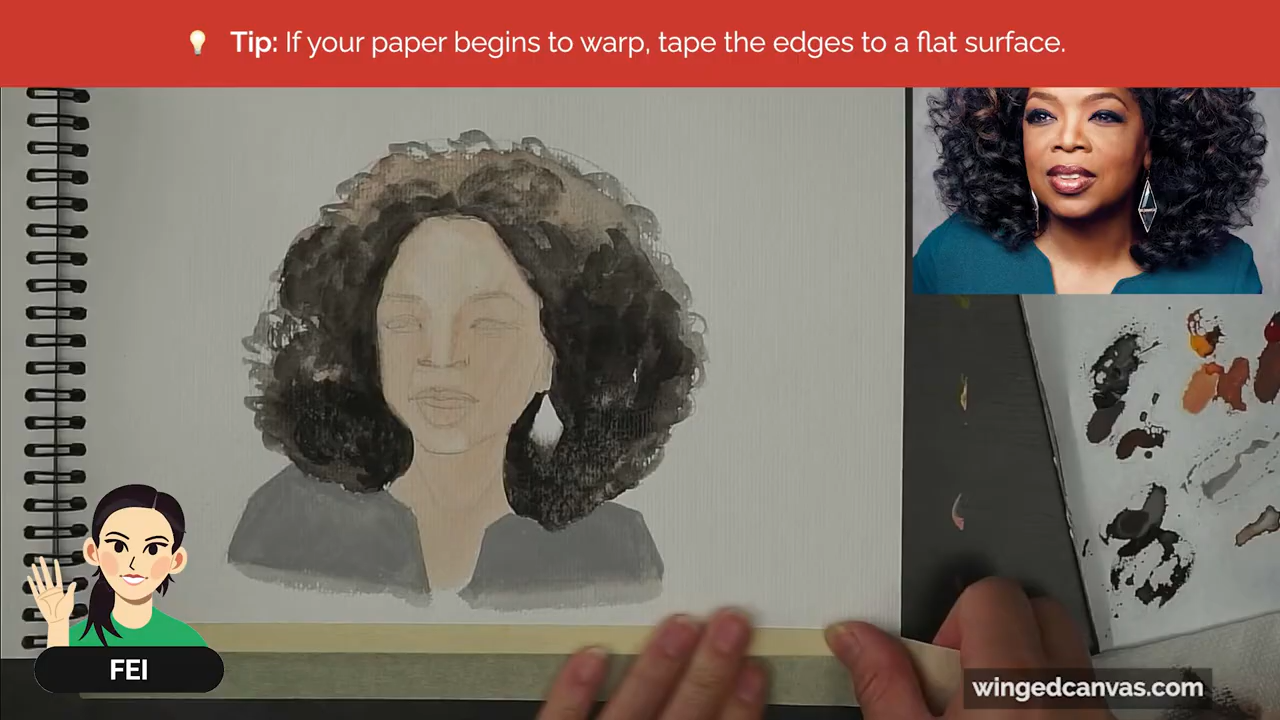 Tip: If your paper begins to warp, tape the edges to a flat surface.
FEI
wingedcanvas.com